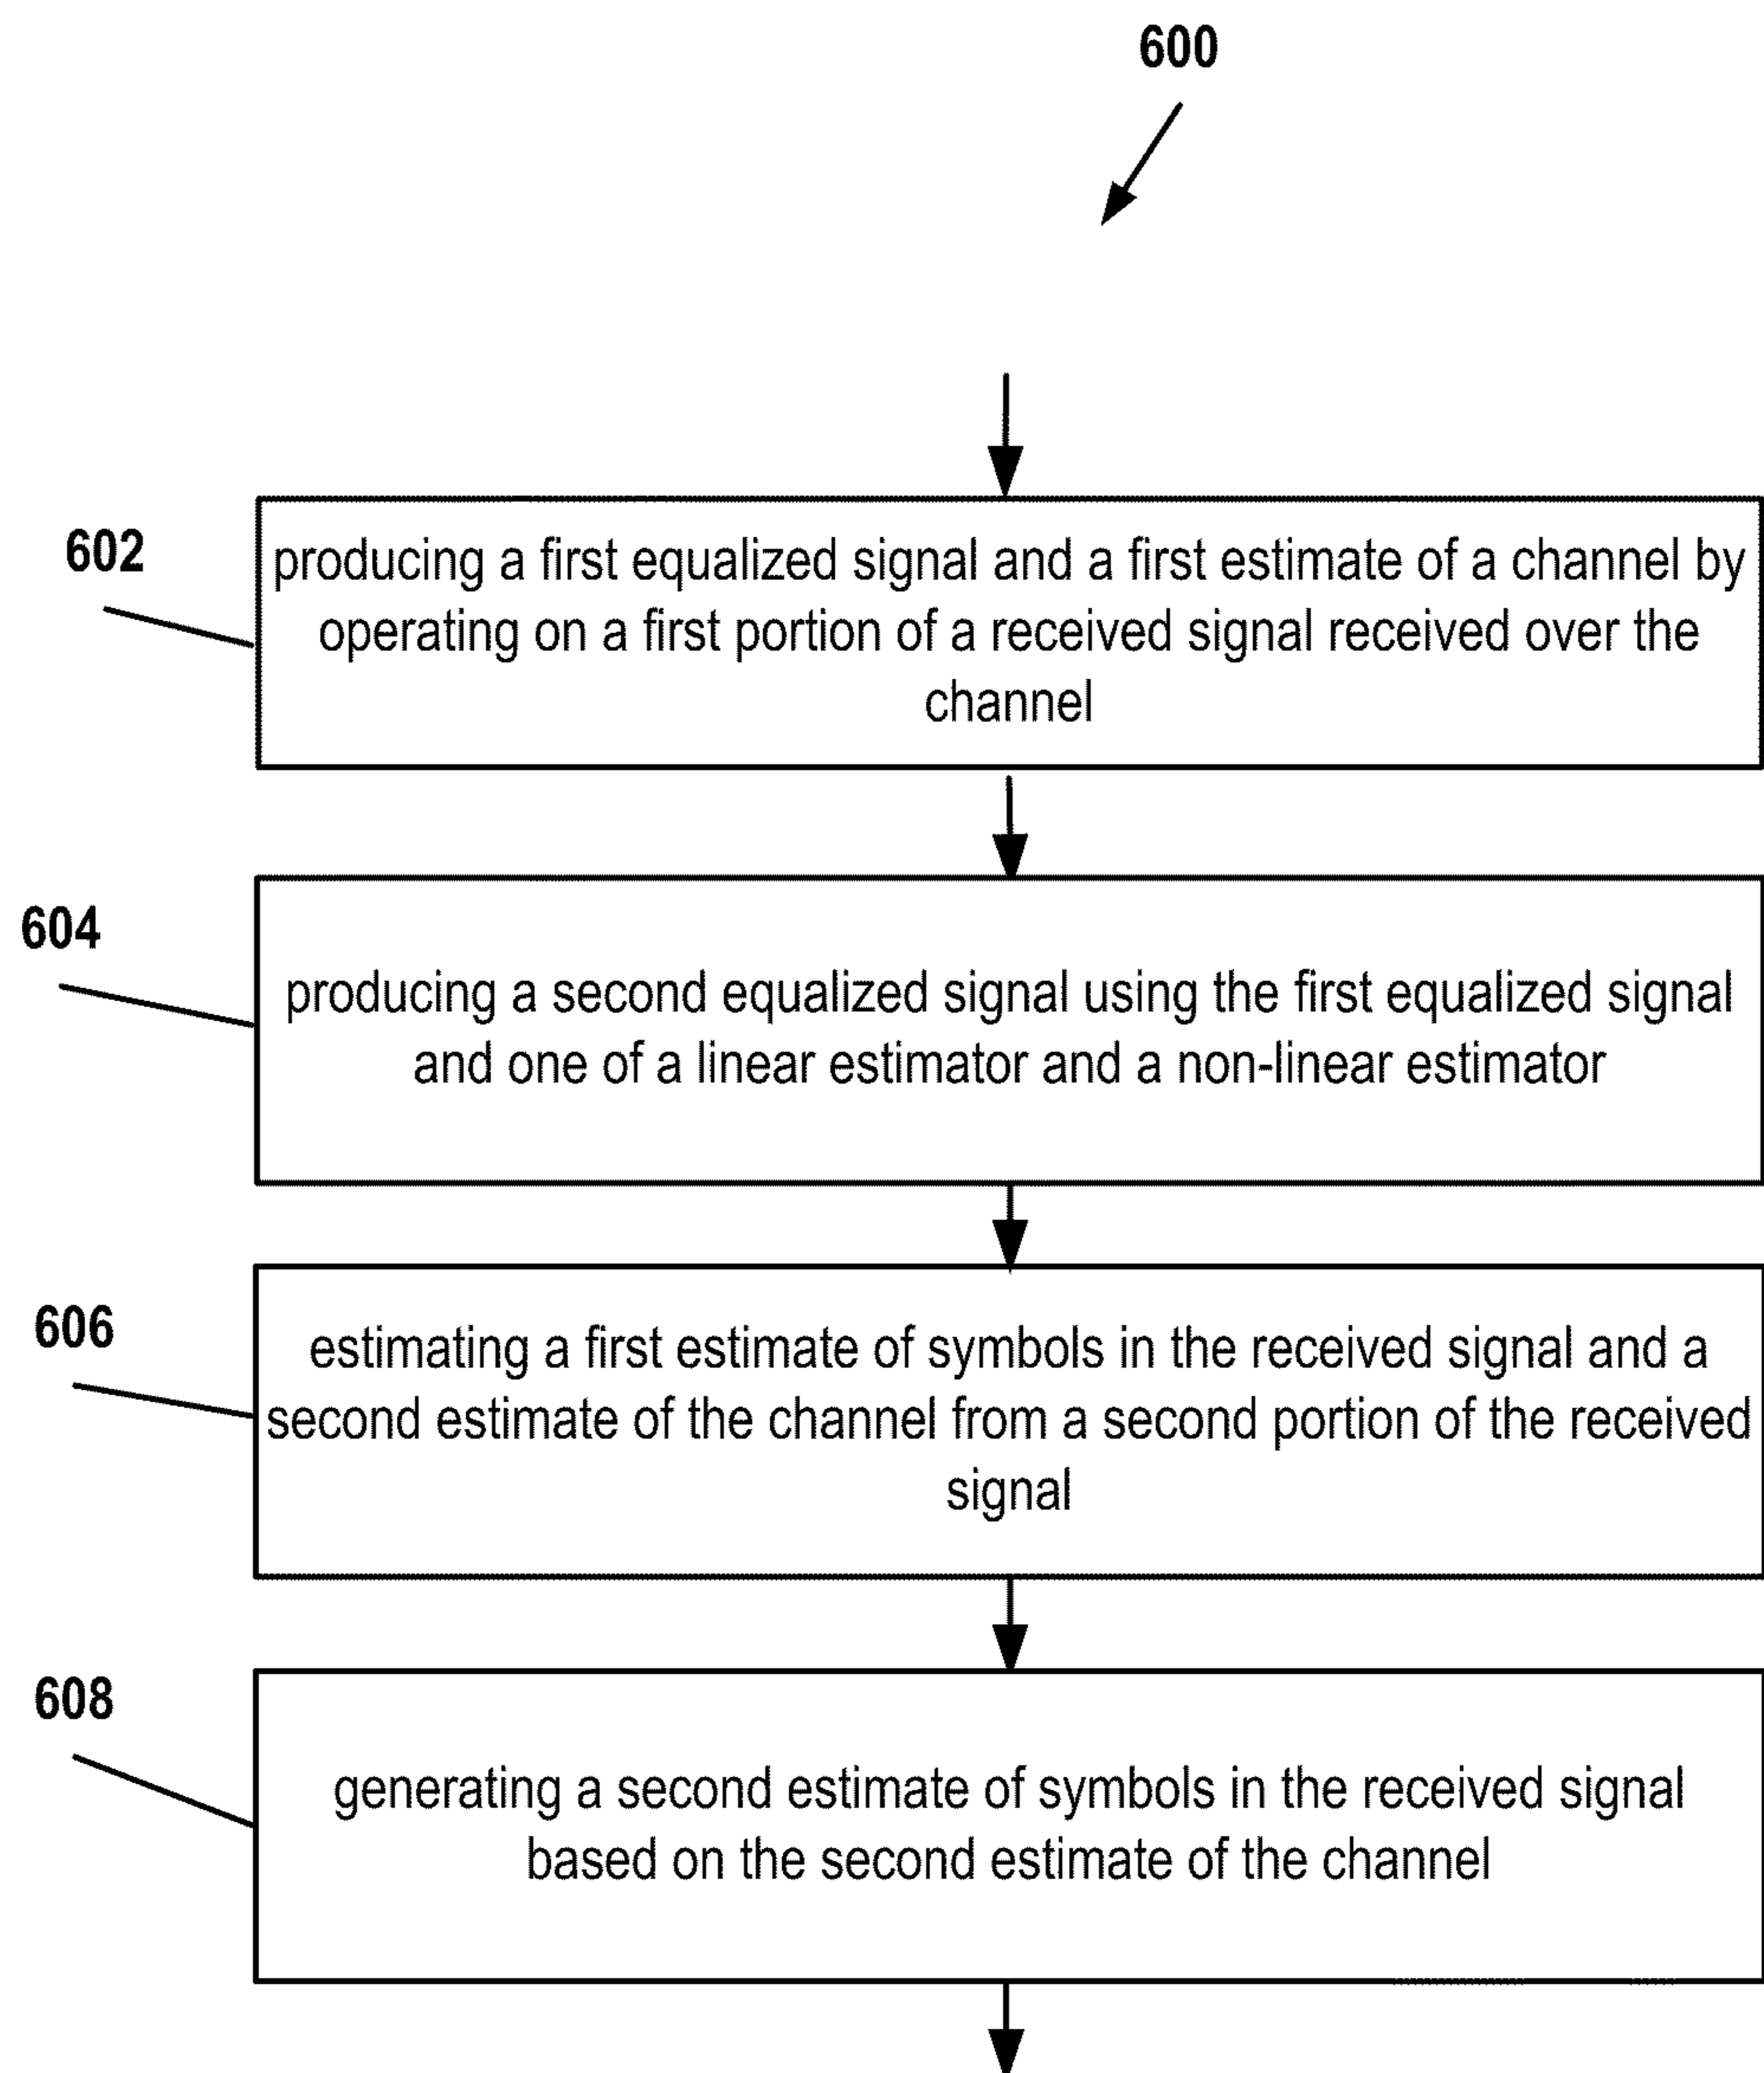 600
602
producing a first equalized signal and a first estimate of a channel by
operating on a first portion of a received signal received over the
channel
604
producing a second equalized signal using the first equalized signal
and one of a linear estimator and a non-linear estimator
606
estimating a first estimate of symbols in the received signal and a
second estimate of the channel from a second portion of the received
signal
608
generating a second estimate of symbols in the received signal
based on the second estimate of the channel